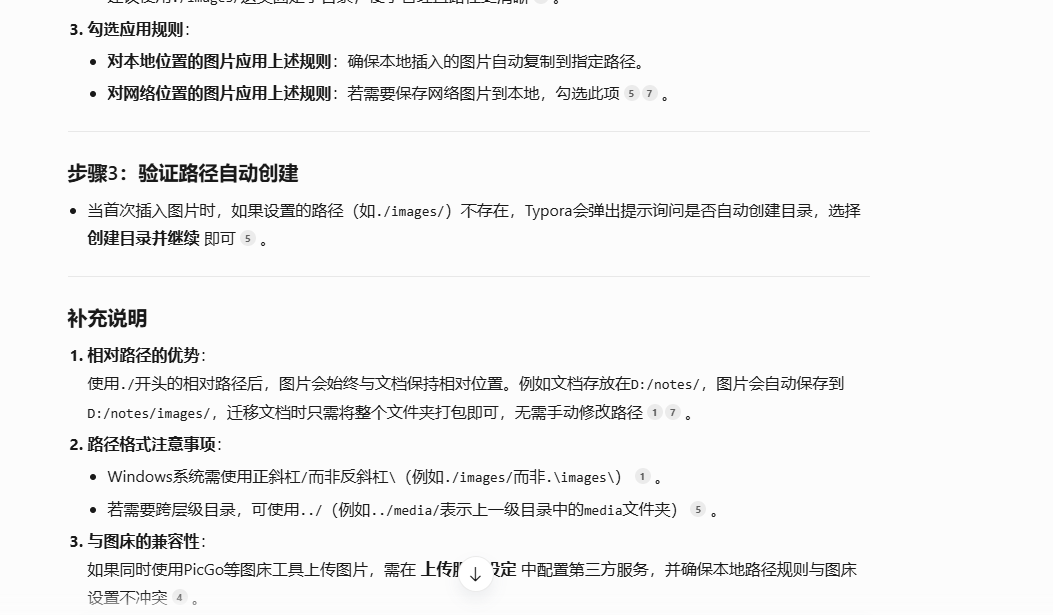 3. 勾选应用规则：
• 对本地位置的图片应用上述规则：确保本地插入的图片自动复制到指定路径。
• 对网络位置的图片应用上述规则：若需要保存网络图片到本地，勾选此项 5 7 。
步骤3：验证路径自动创建
• 当首次插入图片时，如果设置的路径（如./images/）不存在，Typora会弹出提示询问是否自动创建目录，选择
创建目录并继续 即可 5 。
补充说明
1. 相对路径的优势：
使用./开头的相对路径后，图片会始终与文档保持相对位置。例如文档存放在D:/notes/，图片会自动保存到
D:/notes/images/，迁移文档时只需将整个文件夹打包即可，无需手动修改路径 1 7 。
2. 路径格式注意事项：
• Windows系统需使用正斜杠/而非反斜杠\（例如./images/而非.\images\） 1 。
• 若需要跨层级目录，可使用../（例如../media/表示上一级目录中的media文件夹） 5 。
3. 与图床的兼容性：
如果同时使用PicGo等图床工具上传图片，需在 上传 设定 中配置第三方服务，并确保本地路径规则与图床
设置不冲突 4 。